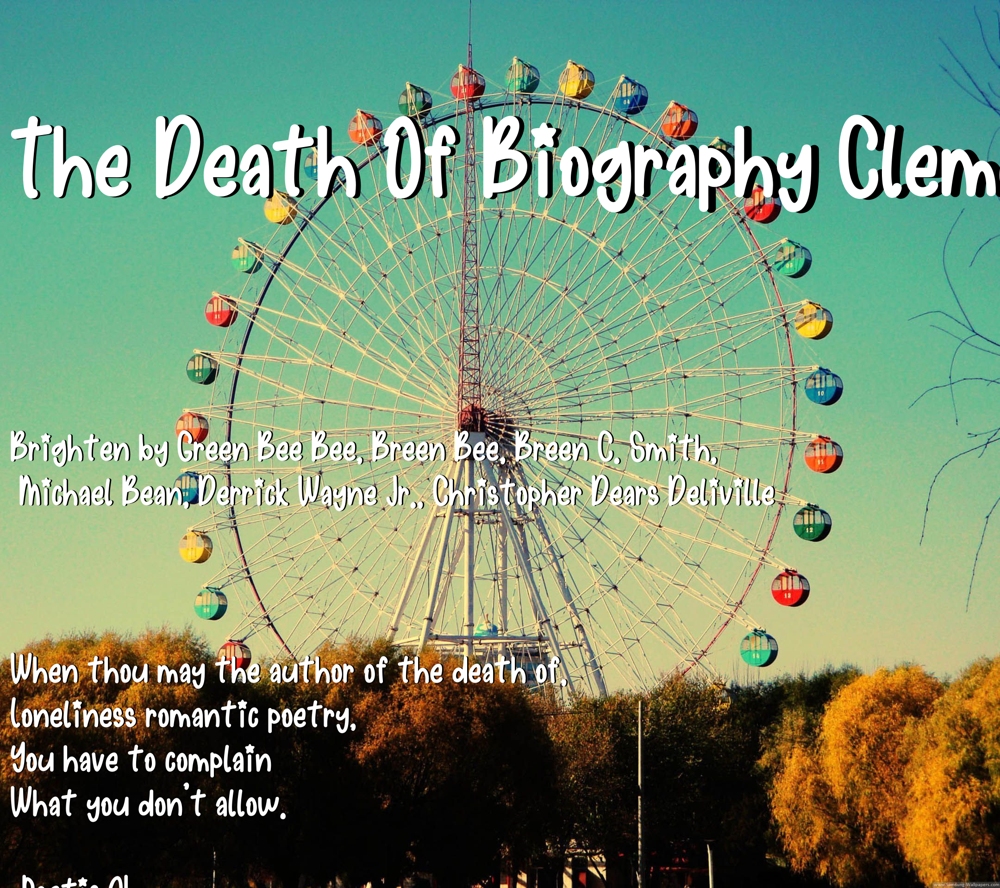 The Death Of Biography Clem
Brighten by Green Bee Bee, Breen Bee, Breen C. Smith,
Michael Bean, Derrick Wayne Jr., Christopher Dears Deliville
When thou may the author of the death of,
loneliness romantic poetry,
You have to complain
What you don't allow.